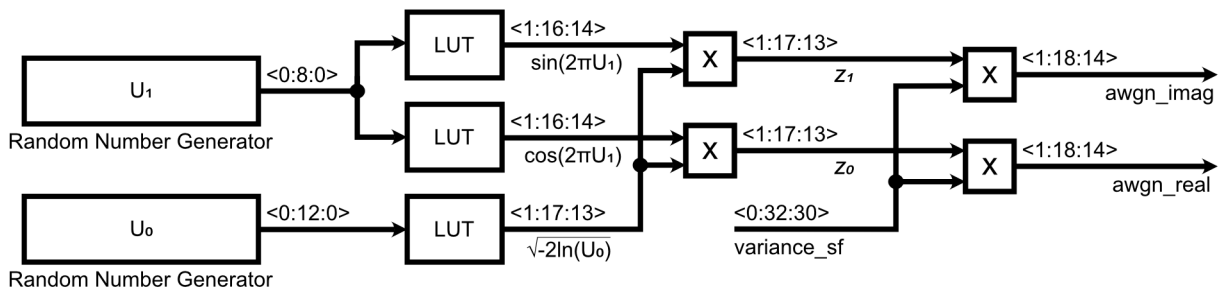 <1:16:14>
LUT
sin(2πU₁)
<0:8:0>
U₁
Random Number Generator
X
<1:17:13>
z₁
X
<1:18:14>
awgn_imag
<1:16:14>
LUT
cos(2πU₁)
X
<1:17:13>
z₀
X
<1:18:14>
awgn_real
U₀
Random Number Generator
<0:12:0>
LUT
<1:17:13>
√-2ln(U₀)
<0:32:30>
variance_sf